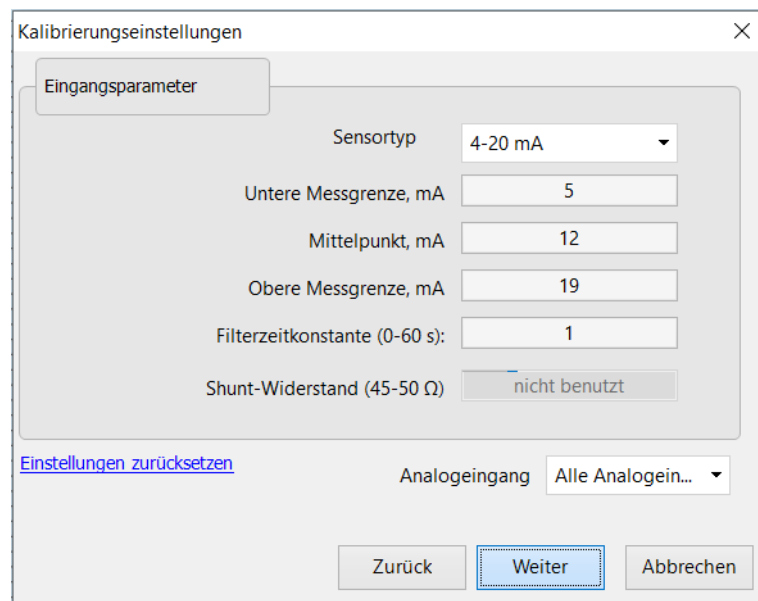 Kalibrierungseinstellungen
Eingangsparameter
Sensortyp 4-20 mA
Untere Messgrenze, mA 5
Mittelpunkt, mA 12
Obere Messgrenze, mA 19
Filterzeitkonstante (0-60 s): 1
Shunt-Widerstand (45-50 Ω) nicht benutzt
Einstellungen zurücksetzen
Analogeingang Alle Analogein...
Zurück Weiter Abbrechen